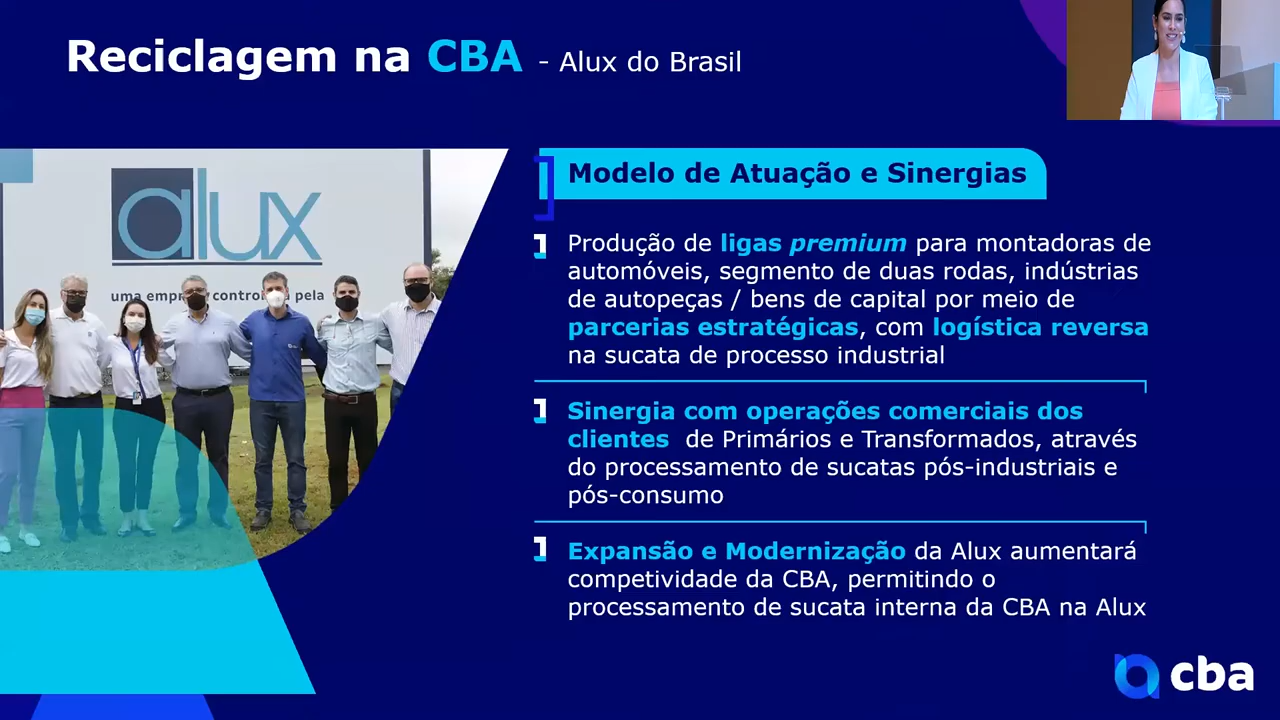 Reciclagem na CBA - Alux do Brasil
alux
uma empresa controlada pela
Modelo de Atuação e Sinergias
Produção de ligas premium para montadoras de
automóveis, segmento de duas rodas, indústrias
de autopeças / bens de capital por meio de
parcerias estratégicas, com logística reversa
na sucata de processo industrial
Sinergia com operações comerciais dos
clientes de Primários e Transformados, através
do processamento de sucatas pós-industriais e
pós-consumo
Expansão e Modernização da Alux aumentará
competividade da CBA, permitindo o
processamento de sucata interna da CBA na Alux
cba